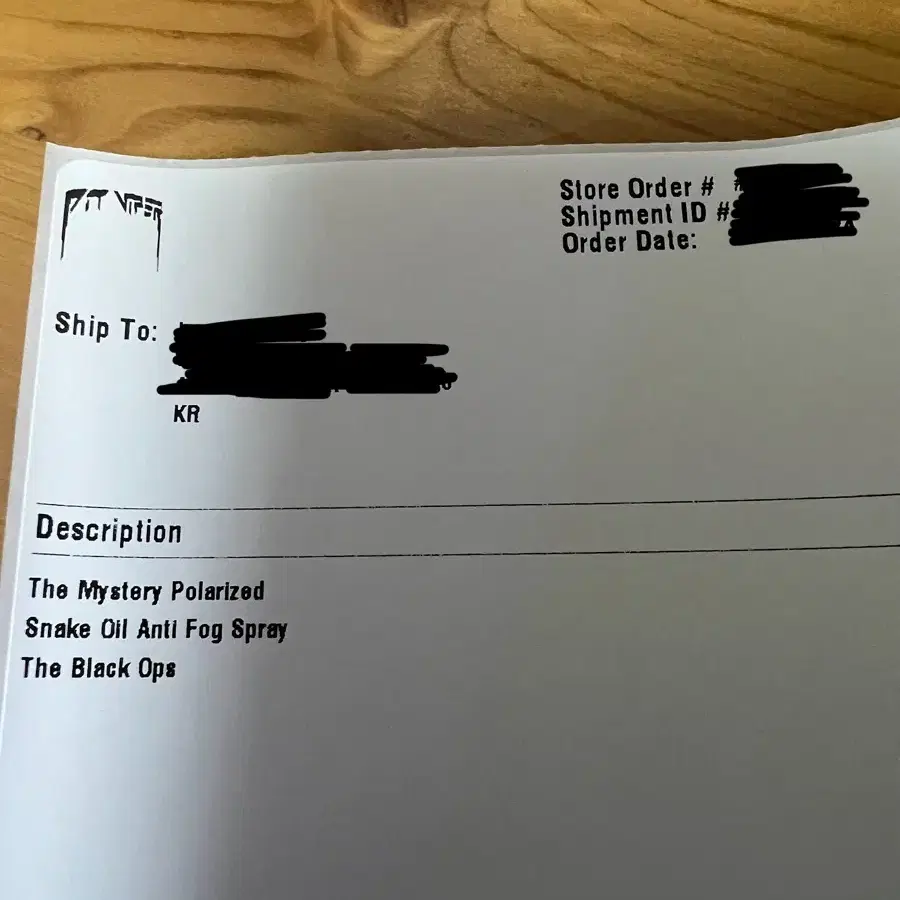 PIT VIPER
Store Order # #
Shipment ID #
Order Date:
Ship To:
KR
Description
The Mystery Polarized
Snake Oil Anti Fog Spray
The Black Ops